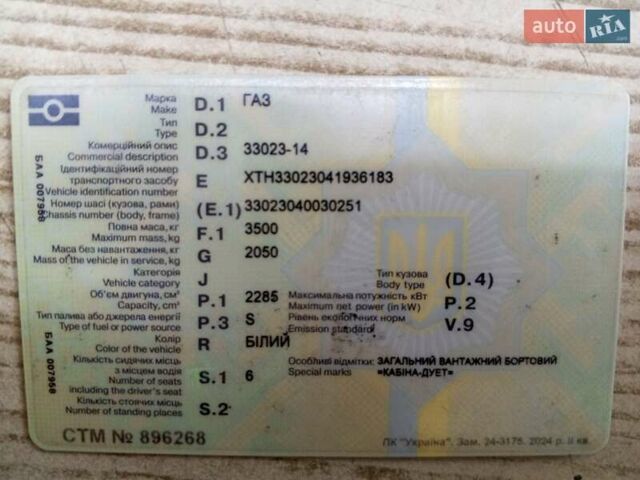 auto RIA .com
Марка
Make D.1 ГАЗ
Тип
Type D.2
Комерційний опис
Commercial description D.3 33023-14
Ідентифікаційний номер
транспортного засобу
Vehicle identification number E XTH33023041936183
Номер шасі (кузова, рами)
Chassis number (body, frame) (E.1) 33023040030251
Повна маса, кг
Maximum mass, kg F.1 3500
Маса без навантаження, кг
Mass of the vehicle in service, kg G 2050
Категорія
Vehicle category J
Тип кузова
Body type (D.4)
Об'єм двигуна, см³
Capacity, cm³ P.1 2285
Максимальна потужність кВт
Maximum net power (in kW) P.2
Тип палива або джерела енергії
Type of fuel or power source P.3 S
Рівень екологічних норм
Emission standard V.9
Колір
Color of the vehicle R БІЛИЙ
Кількість сидячих місць
з місцем водія
Number of seats
including the driver's seat S.1 6
Особливі відмітки: ЗАГАЛЬНИЙ ВАНТАЖНИЙ БОРТОВИЙ
Special marks «КАБІНА-ДУЕТ»
Кількість стоячих місць
Number of standing places S.2
СТМ № 896268
ПК "Україна". Зам. 24-3175. 2024 р. II кв.
БАА 007958
БАА 007958